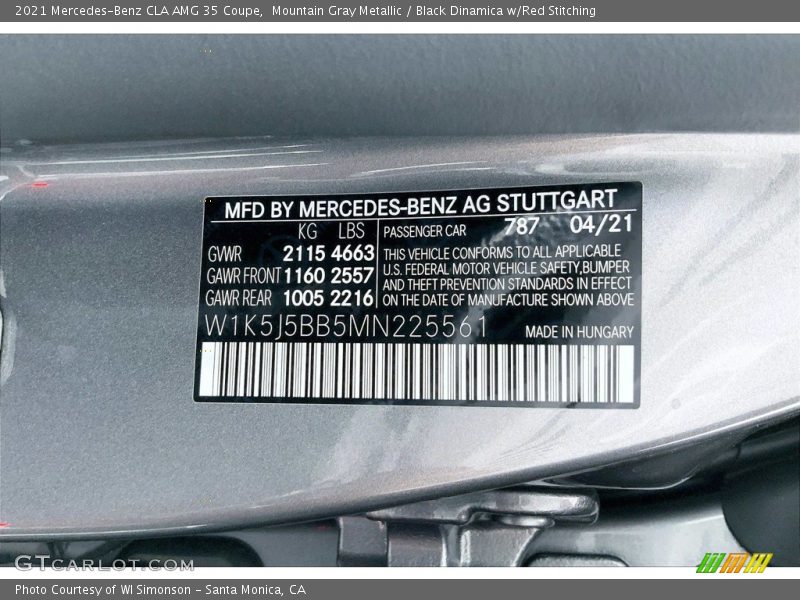 2021 Mercedes-Benz CLA AMG 35 Coupe,  Mountain Gray Metallic / Black Dinamica w/Red Stitching
MFD BY MERCEDES-BENZ AG STUTTGART
KG LBS PASSENGER CAR 787 04/21
GVWR 2115 4663
GAWR FRONT 1160 2557
GAWR REAR 1005 2216
THIS VEHICLE CONFORMS TO ALL APPLICABLE
U.S. FEDERAL MOTOR VEHICLE SAFETY,BUMPER
AND THEFT PREVENTION STANDARDS IN EFFECT
ON THE DATE OF MANUFACTURE SHOWN ABOVE
W1K5J5BB5MN225561 MADE IN HUNGARY
GTCARLOT.COM
Photo Courtesy of WI Simonson - Santa Monica, CA